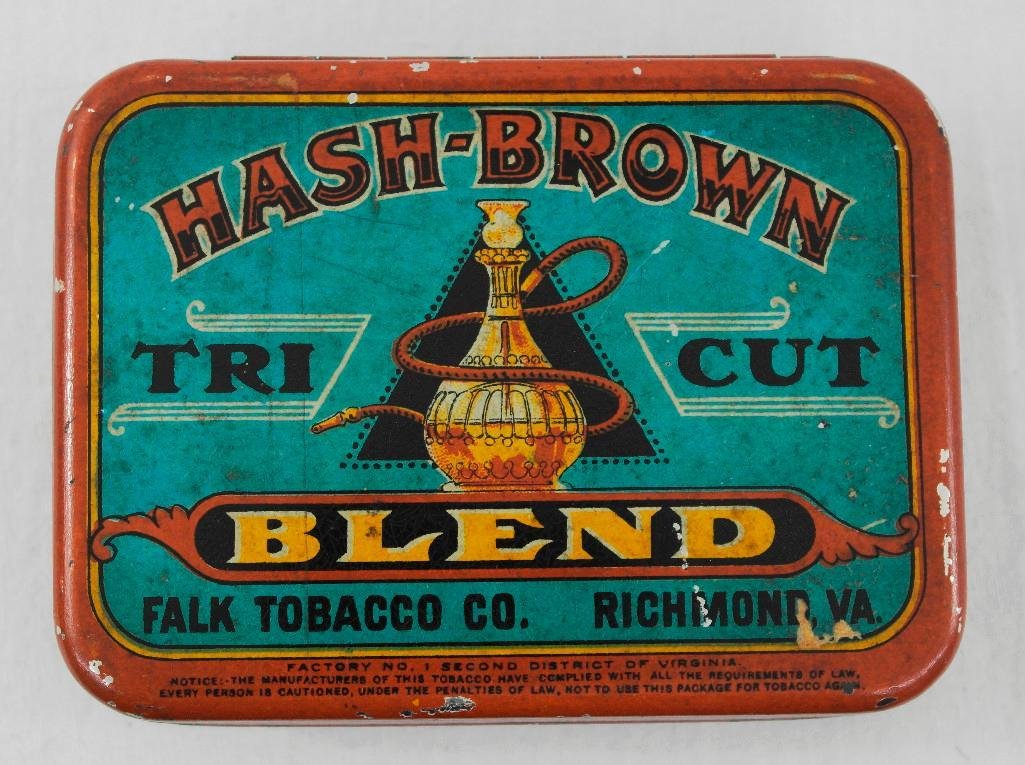 HASH-BROWN
TRI CUT
BLEND
FALK TOBACCO CO. RICHMOND, VA.
FACTORY NO. 1 SECOND DISTRICT OF VIRGINIA.
NOTICE:-THE MANUFACTURERS OF THIS TOBACCO HAVE COMPLIED WITH ALL THE REQUIREMENTS OF LAW,
EVERY PERSON IS CAUTIONED, UNDER THE PENALTIES OF LAW, NOT TO USE THIS PACKAGE FOR TOBACCO AGAIN.